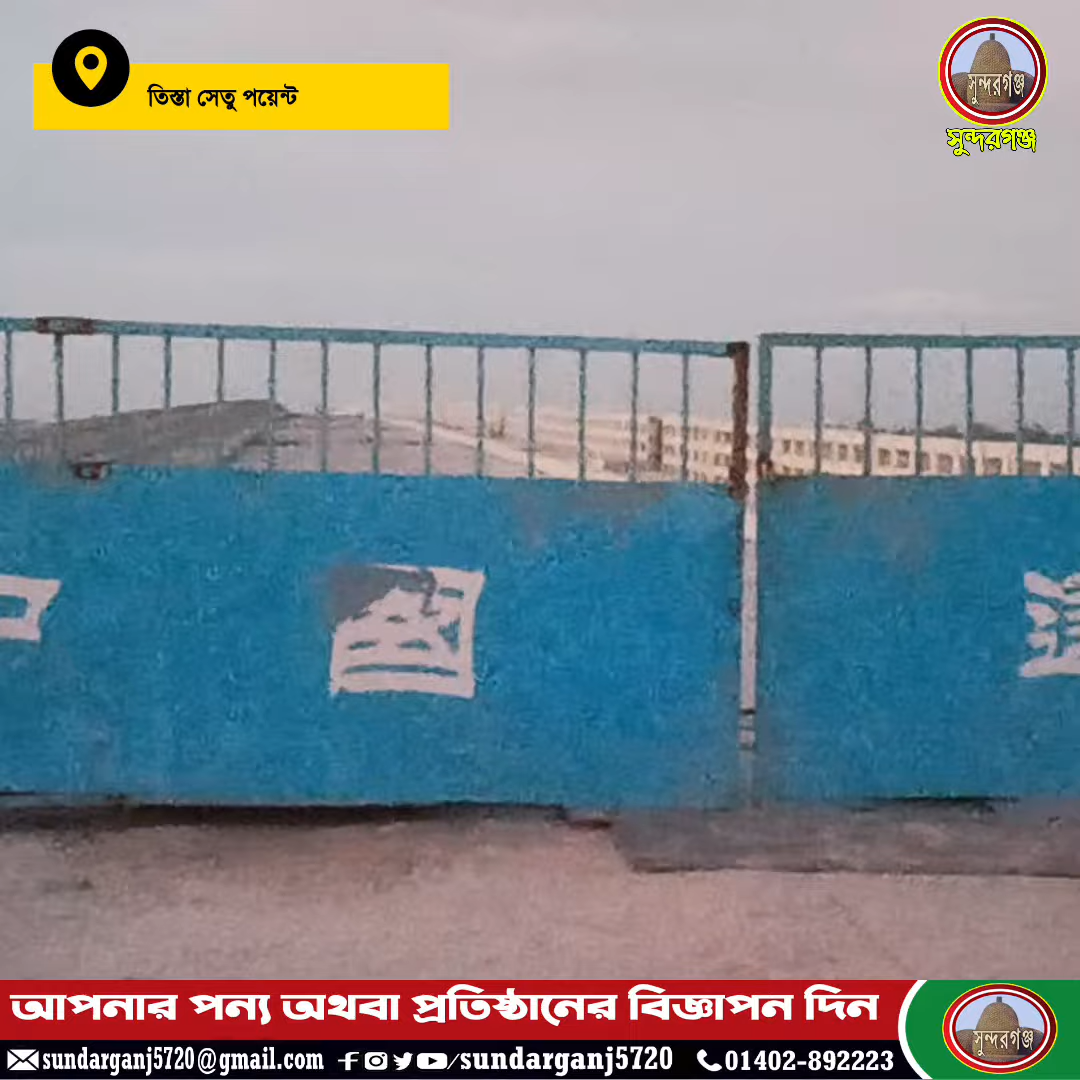 তিস্তা সেতু পয়েন্ট
সুন্দরগঞ্জ
সুন্দরগঞ্জ
আপনার পন্য অথবা প্রতিষ্ঠানের বিজ্ঞাপন দিন
sundarganj5720@gmail.com /sundarganj5720 01402-892223
সুন্দরগঞ্জ